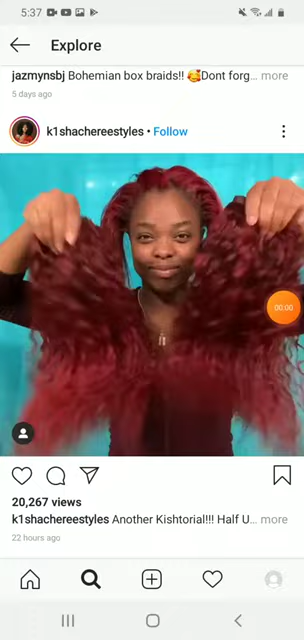 5:37
Explore
jazmynsbj Bohemian box braids!! 🥰Dont forg... more
5 days ago
k1shachereestyles • Follow
00:00
20,267 views
k1shachereestyles Another Kishtorial!!! Half U... more
22 hours ago